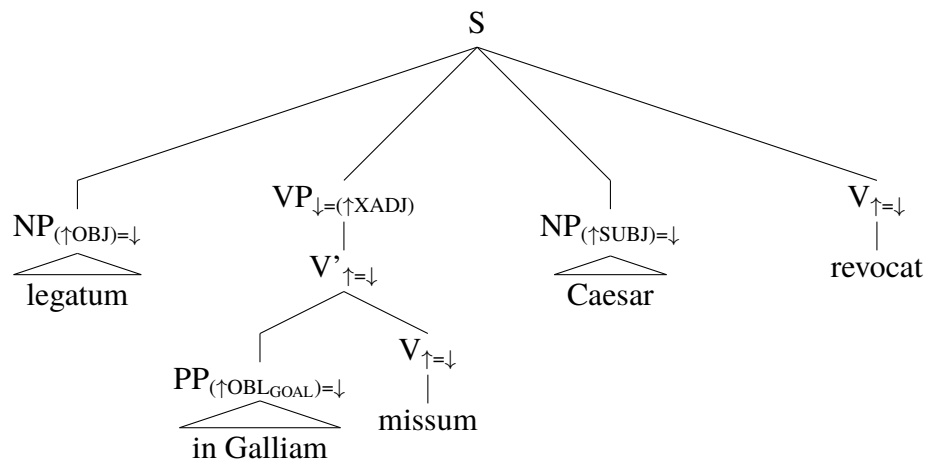 S
NP(↑OBJ)=↓ VP↓=(↑XADJ) NP(↑SUBJ)=↓ V↑=↓
legatum V’↑=↓ Caesar revocat
PP(↑OBLGOAL)=↓ V↑=↓
in Galliam missum